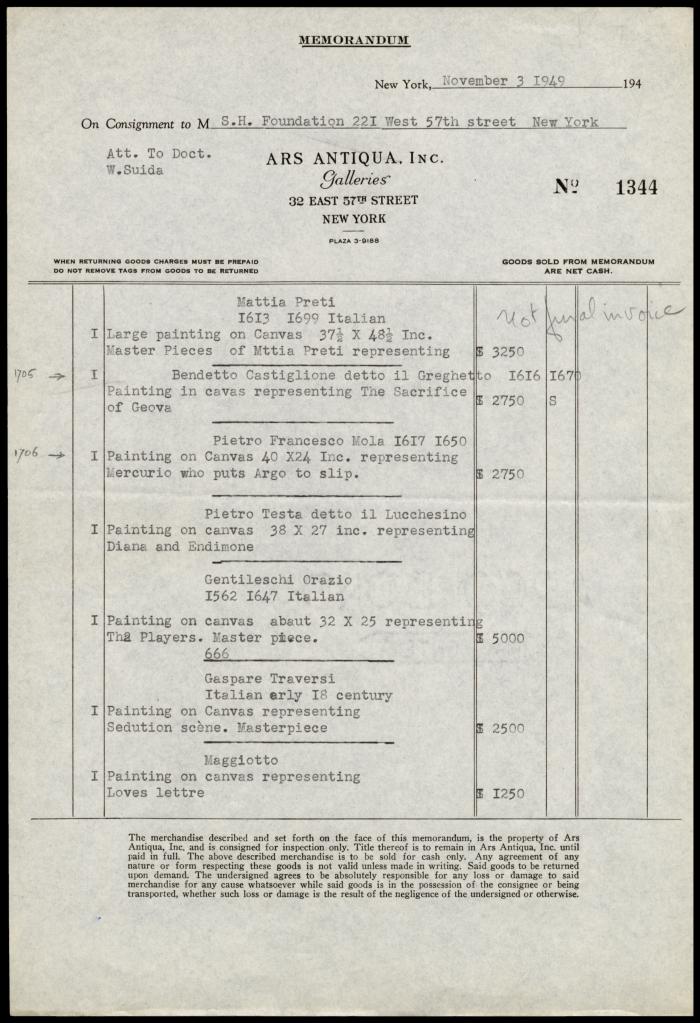 MEMORANDUM
New York, November 3 I949 194
On Consignment to M S.H. Foundation 22I West 57th street New York
Att. To Doct.
W.Suida
ARS ANTIQUA, INC.
Galleries
32 EAST 57TH STREET
NEW YORK
PLAZA 3-9188
No 1344
WHEN RETURNING GOODS CHARGES MUST BE PREPAID
DO NOT REMOVE TAGS FROM GOODS TO BE RETURNED
GOODS SOLD FROM MEMORANDUM
ARE NET CASH.
Not final invoice
Mattia Preti
I6I3 I699 Italian
I Large painting on Canvas 37½ X 48½ Inc.
Master Pieces of Mttia Preti representing $ 3250
1705 → I Bendetto Castiglione detto il Greghetto I6I6 I670
Painting in cavas representing The Sacrifice
of Geova $ 2750 S
Pietro Francesco Mola I6I7 I650
1706 → I Painting on Canvas 40 X24 Inc. representing
Mercurio who puts Argo to slip. $ 2750
Pietro Testa detto il Lucchesino
I Painting on canvas 38 X 27 inc. representing
Diana and Endimone
Gentileschi Orazio
I562 I647 Italian
I Painting on canvas abaut 32 X 25 representing
Tha Players. Master piece. $ 5000
666
Gaspare Traversi
Italian arly I8 century
I Painting on Canvas representing
Sedution scène. Masterpiece $ 2500
Maggiotto
I Painting on canvas representing
Loves lettre $ I250
The merchandise described and set forth on the face of this memorandum, is the property of Ars
Antiqua, Inc, and is consigned for inspection only. Title thereof is to remain in Ars Antiqua, Inc. until
paid in full. The above described merchandise is to be sold for cash only. Any agreement of any
nature or form respecting these goods is not valid unless made in writing. Said goods to be returned
upon demand. The undersigned agrees to be absolutely responsible for any loss or damage to said
merchandise for any cause whatsoever while said goods is in the possession of the consignee or being
transported, whether such loss or damage is the result of the negligence of the undersigned or otherwise.